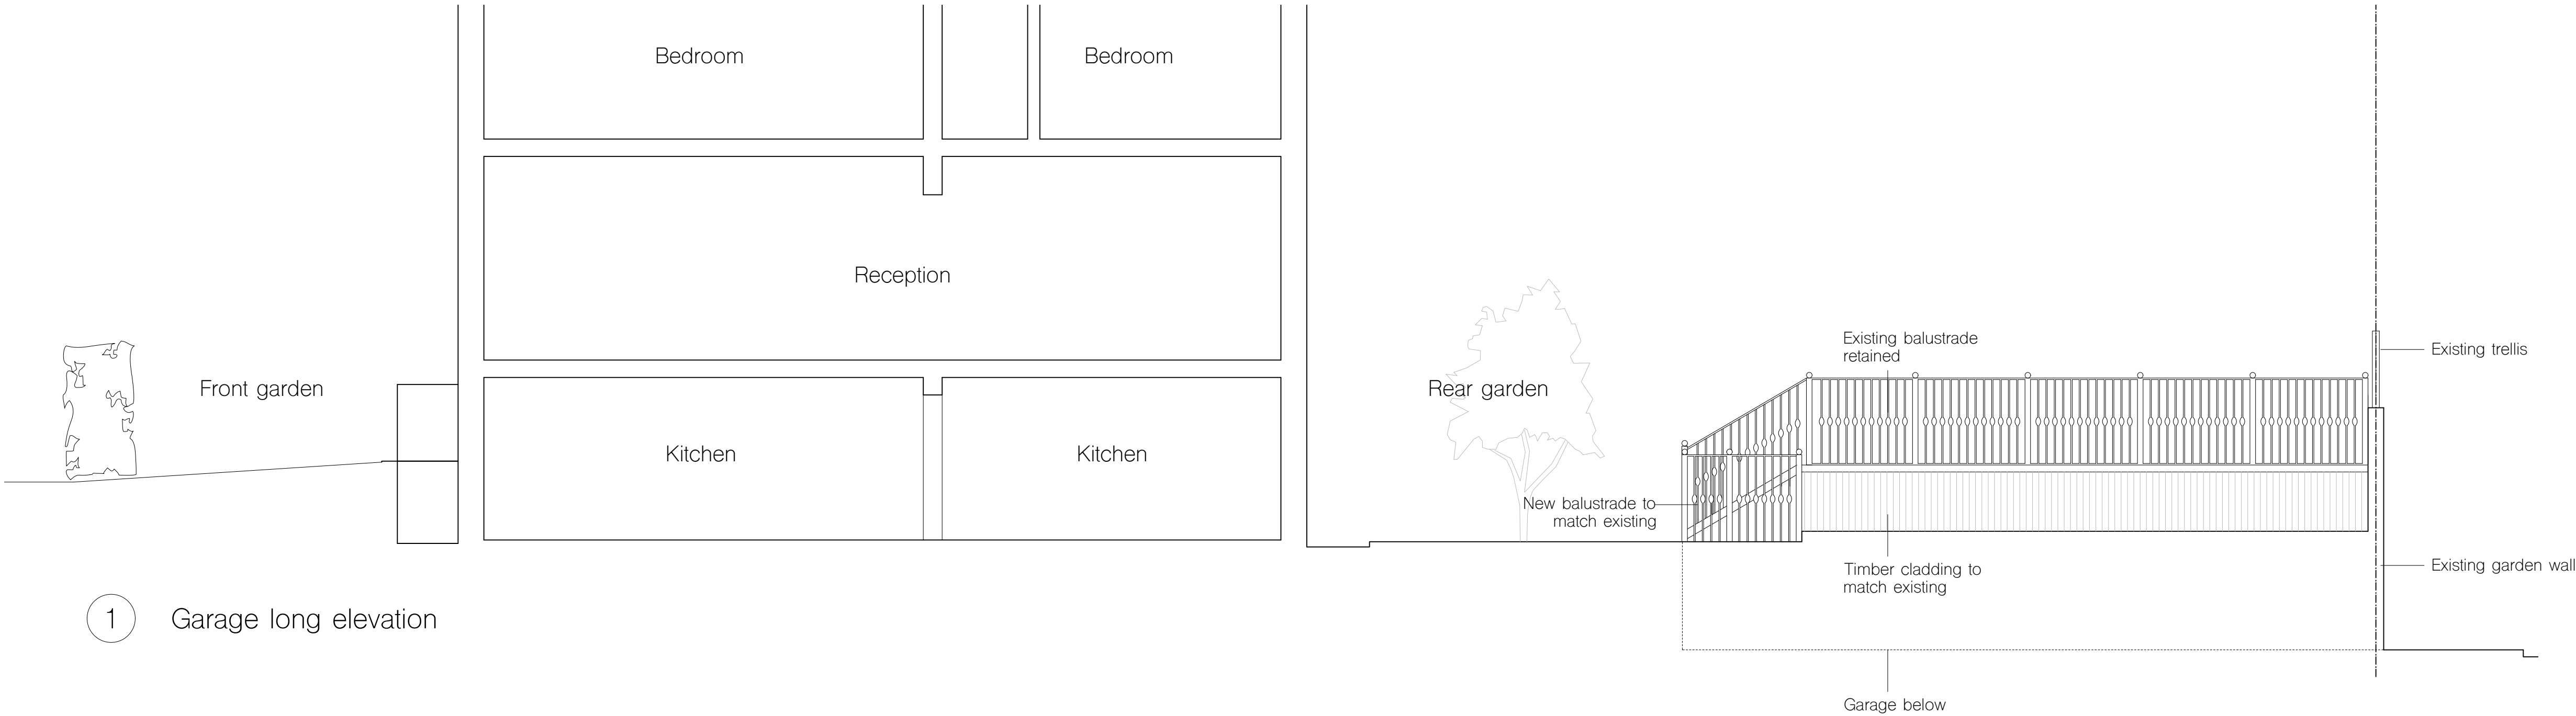 Bedroom
Bedroom
Reception
Front garden
Rear garden
Existing balustrade
retained
Existing trellis
Kitchen
Kitchen
New balustrade to
match existing
Timber cladding to
match existing
Existing garden wall
1
Garage long elevation
Garage below